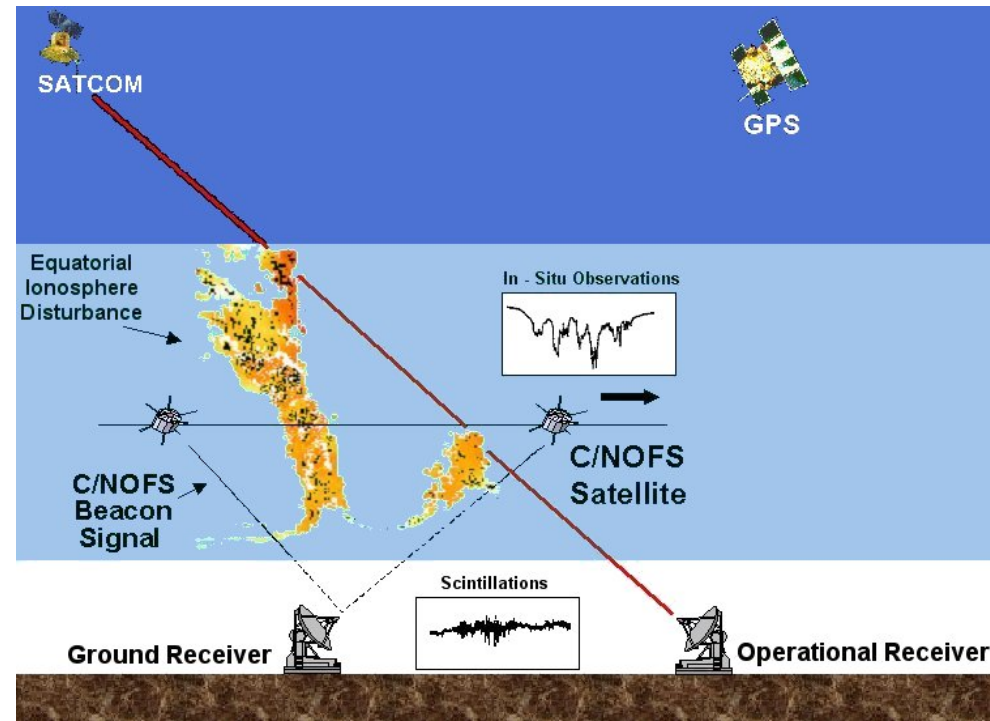 SATCOM
GPS
Equatorial
Ionosphere
Disturbance
In - Situ Observations
C/NOFS
Beacon
Signal
C/NOFS
Satellite
Scintillations
Ground Receiver
Operational Receiver